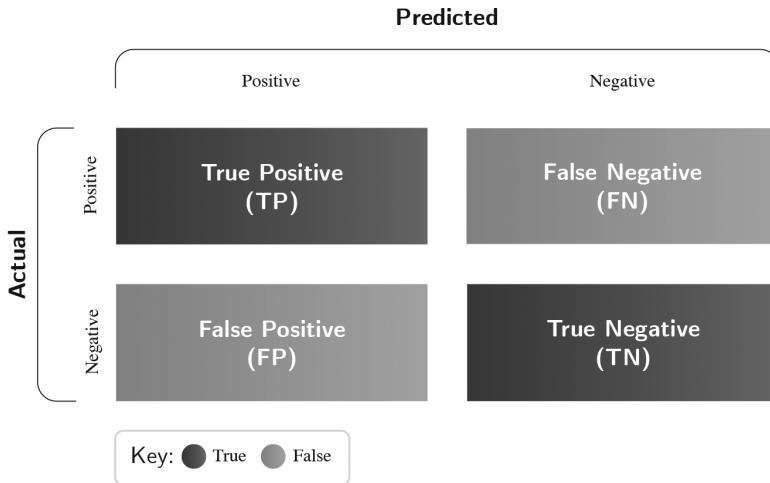 Predicted
Positive
Negative
Actual
Positive
True Positive
(TP)
False Negative
(FN)
Negative
False Positive
(FP)
True Negative
(TN)
Key: True False